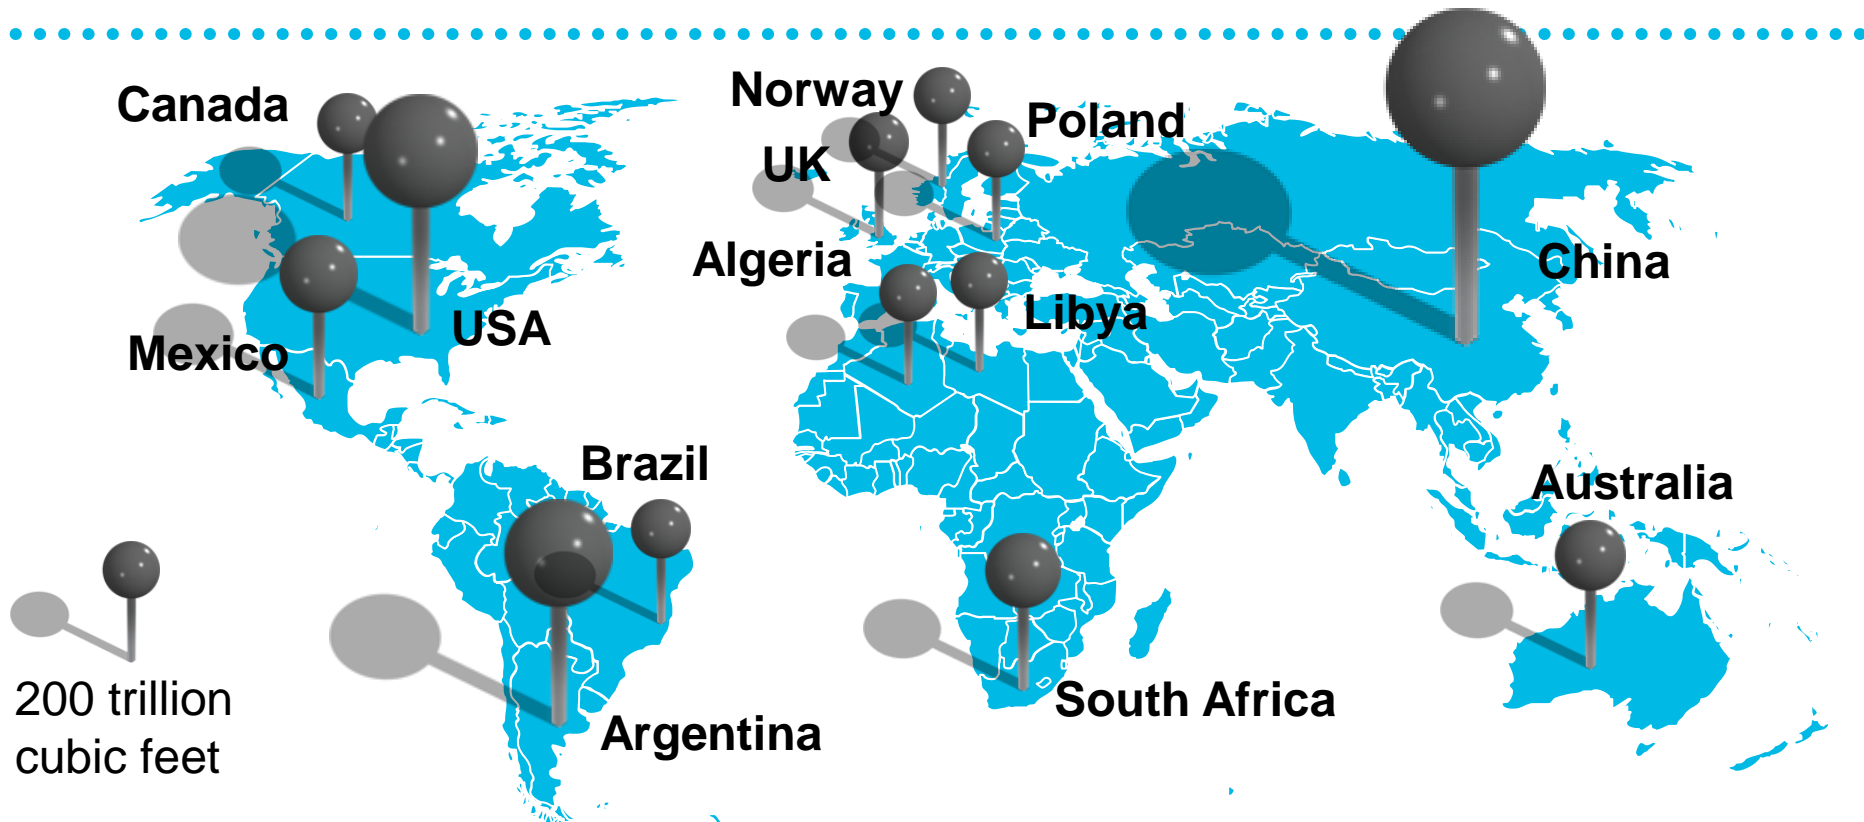 Canada
Norway
Poland
UK
Algeria
China
Libya
USA
Mexico
Brazil
Australia
South Africa
Argentina
200 trillion
cubic feet